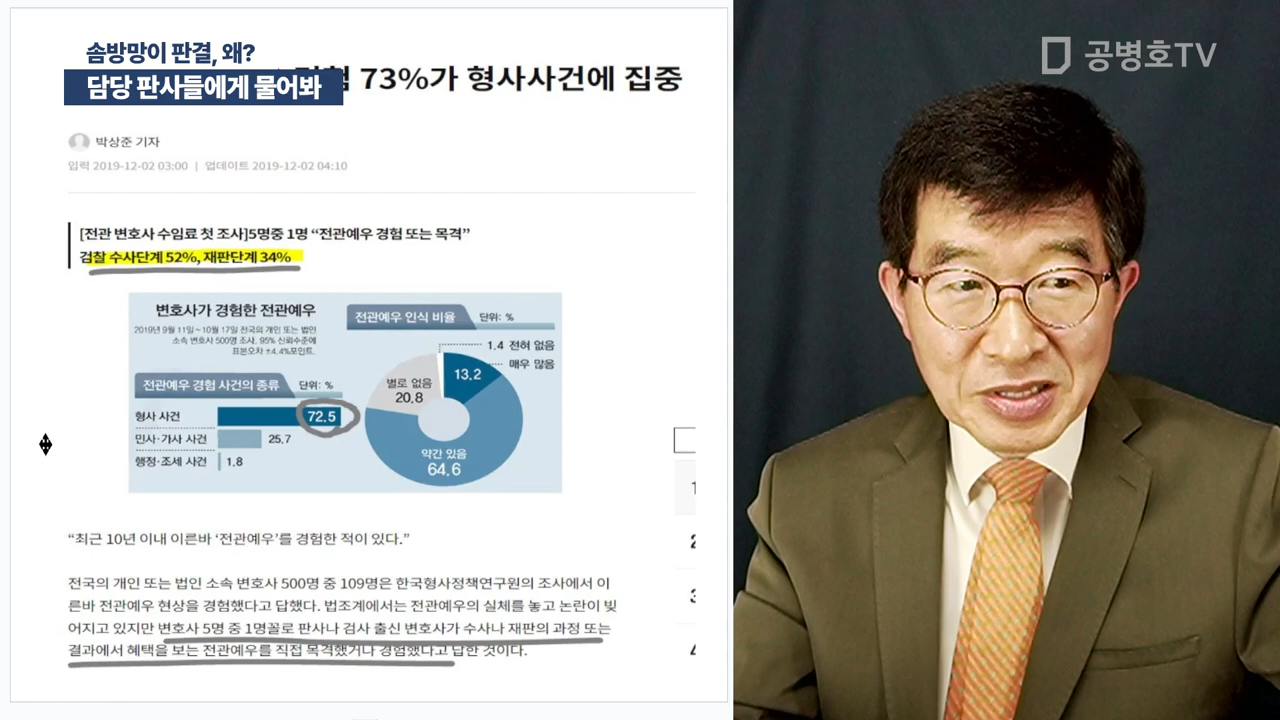 솜방망이 판결, 왜?
담당 판사들에게 물어봐
73%가 형사사건에 집중
공병호TV
박상준 기자
입력 2019-12-02 03:00 | 업데이트 2019-12-02 04:10
[전관 변호사 수임료 첫 조사]5명중 1명 “전관예우 경험 또는 목격”
검찰 수사단계 52%, 재판단계 34%
변호사가 경험한 전관예우
2019년 9월 11일~10월 17일 전국의 개인 또는 법인
소속 변호사 500명 조사. 95% 신뢰수준에
표본오차 ±4.4%포인트.
전관예우 경험 사건의 종류 단위: %
형사 사건 72.5
민사·가사 사건 25.7
행정·조세 사건 1.8
전관예우 인식 비율 단위: %
1.4 전혀 없음
매우 많음
13.2
별로 없음
20.8
약간 있음
64.6
“최근 10년 이내 이른바 ‘전관예우’를 경험한 적이 있다.”
전국의 개인 또는 법인 소속 변호사 500명 중 109명은 한국형사정책연구원의 조사에서 이
른바 전관예우 현상을 경험했다고 답했다. 법조계에서는 전관예우의 실체를 놓고 논란이 빚
어지고 있지만 변호사 5명 중 1명꼴로 판사나 검사 출신 변호사가 수사나 재판의 과정 또는
결과에서 혜택을 보는 전관예우를 직접 목격했거나 경험했다고 답한 것이다.
1
2
3
4